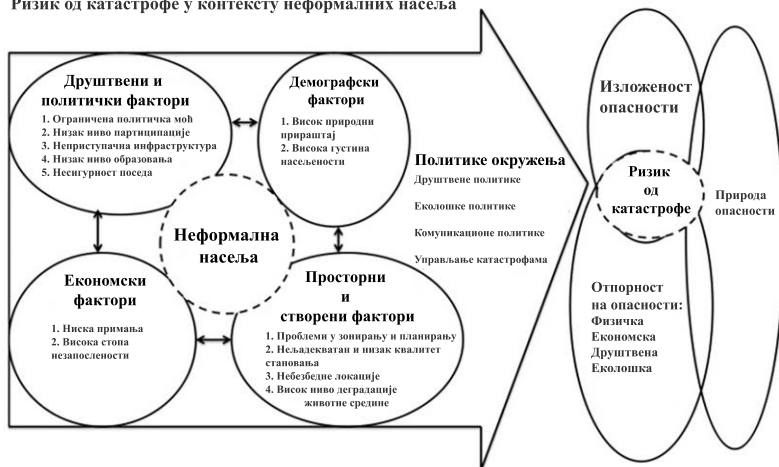 Ризик од катастрофе у контексту неформалних насеља
Друштвени и
политички фактори
1. Ограничена политичка моћ
2. Низак ниво партиципације
3. Неприступачна инфраструктура
4. Низак ниво образовања
5. Несигурност поседа
Демографски
фактори
1. Висок природни
прираштај
2. Висока густина
насељености
Неформална
насеља
Економски
фактори
1. Ниска примања
2. Висока стопа
незапослености
Просторни
и
створени фактори
1. Проблеми у зонирању и планирању
2. Нељадекватан и низак квалитет
становања
3. Небезбедне локације
4. Висок ниво деградације
животне средине
Политике окружења
Друштвене политике
Еколошке политике
Комуникационе политике
Управљање катастрофама
Изложеност
опасности
Ризик
од
катастрофе
Природа
опасности
Отпорност
на опасности:
Физичка
Економска
Друштвена
Еколошка